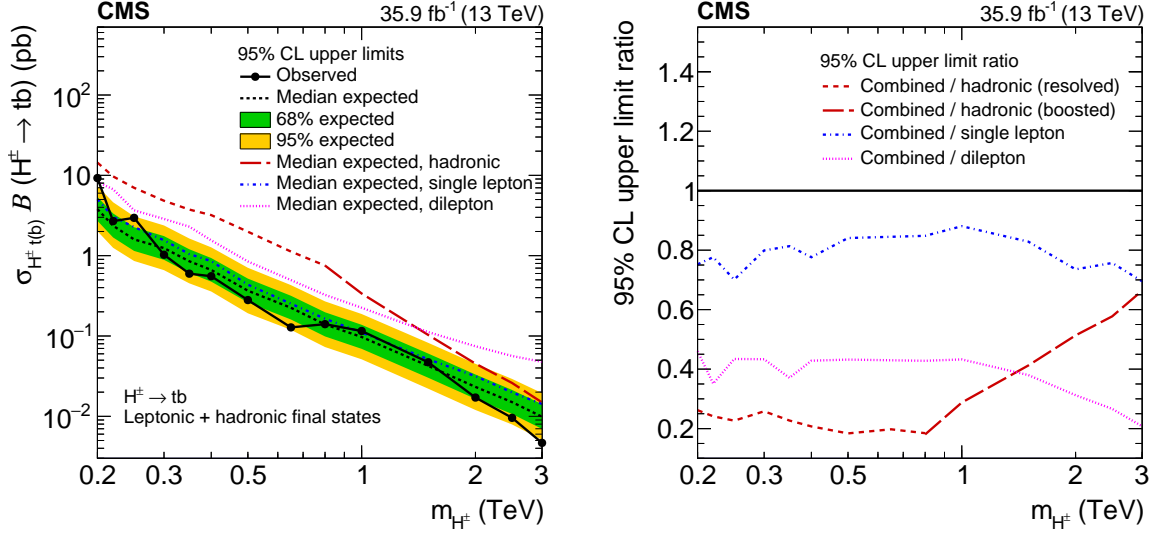 CMS 35.9 fb⁻¹ (13 TeV)
σ_H± t(b) B (H± → tb) (pb)
10²
10
1
10⁻¹
10⁻²
95% CL upper limits
Observed
Median expected
68% expected
95% expected
Median expected, hadronic
Median expected, single lepton
Median expected, dilepton
H± → tb
Leptonic + hadronic final states
0.2 0.3 0.5 1 2 3
m_H± (TeV)
CMS 35.9 fb⁻¹ (13 TeV)
95% CL upper limit ratio
1.4
1.2
1
0.8
0.6
0.4
0.2
95% CL upper limit ratio
Combined / hadronic (resolved)
Combined / hadronic (boosted)
Combined / single lepton
Combined / dilepton
0.2 0.3 0.5 1 2 3
m_H± (TeV)